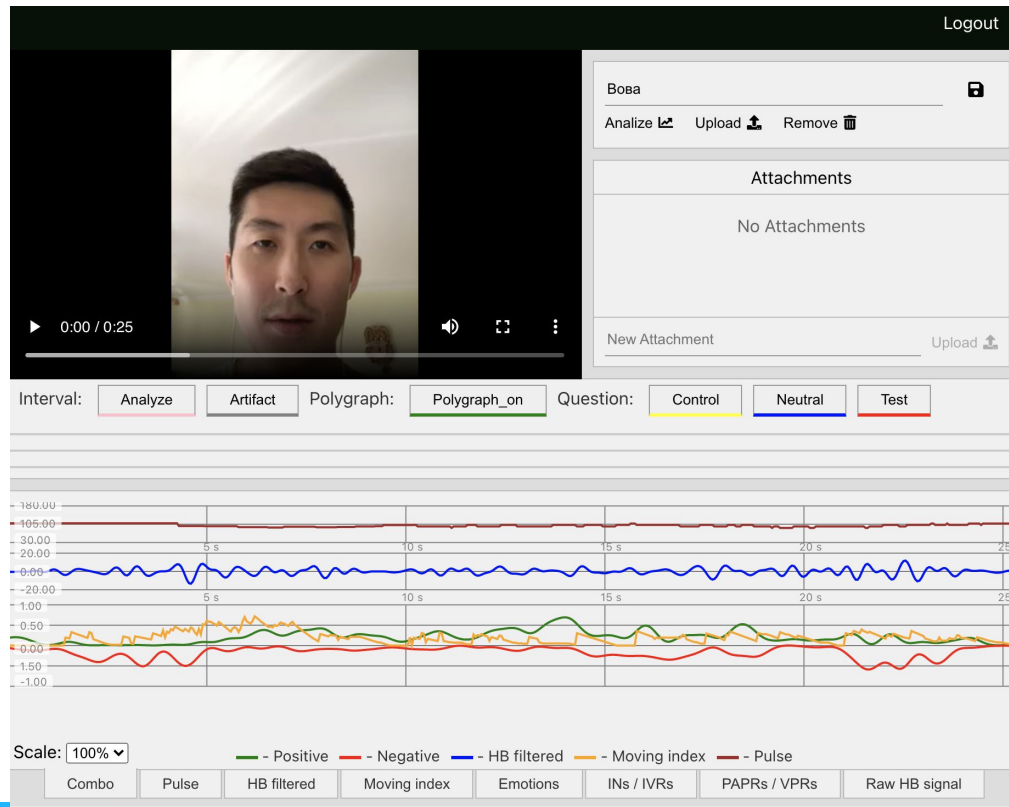 Logout
Вова
Analize Upload Remove
Attachments
No Attachments
0:00 / 0:25
New Attachment Upload
Interval: Analyze Artifact Polygraph: Polygraph_on Question: Control Neutral Test
180.00
105.00
30.00
5 s 10 s 15 s 20 s 25
20.00
0.00
-20.00
5 s 10 s 15 s 20 s 25
1.00
0.50
0.00
1.50
-1.00
Scale: 100% - Positive - Negative - HB filtered - Moving index - Pulse
Combo Pulse HB filtered Moving index Emotions INs / IVRs PAPRs / VPRs Raw HB signal